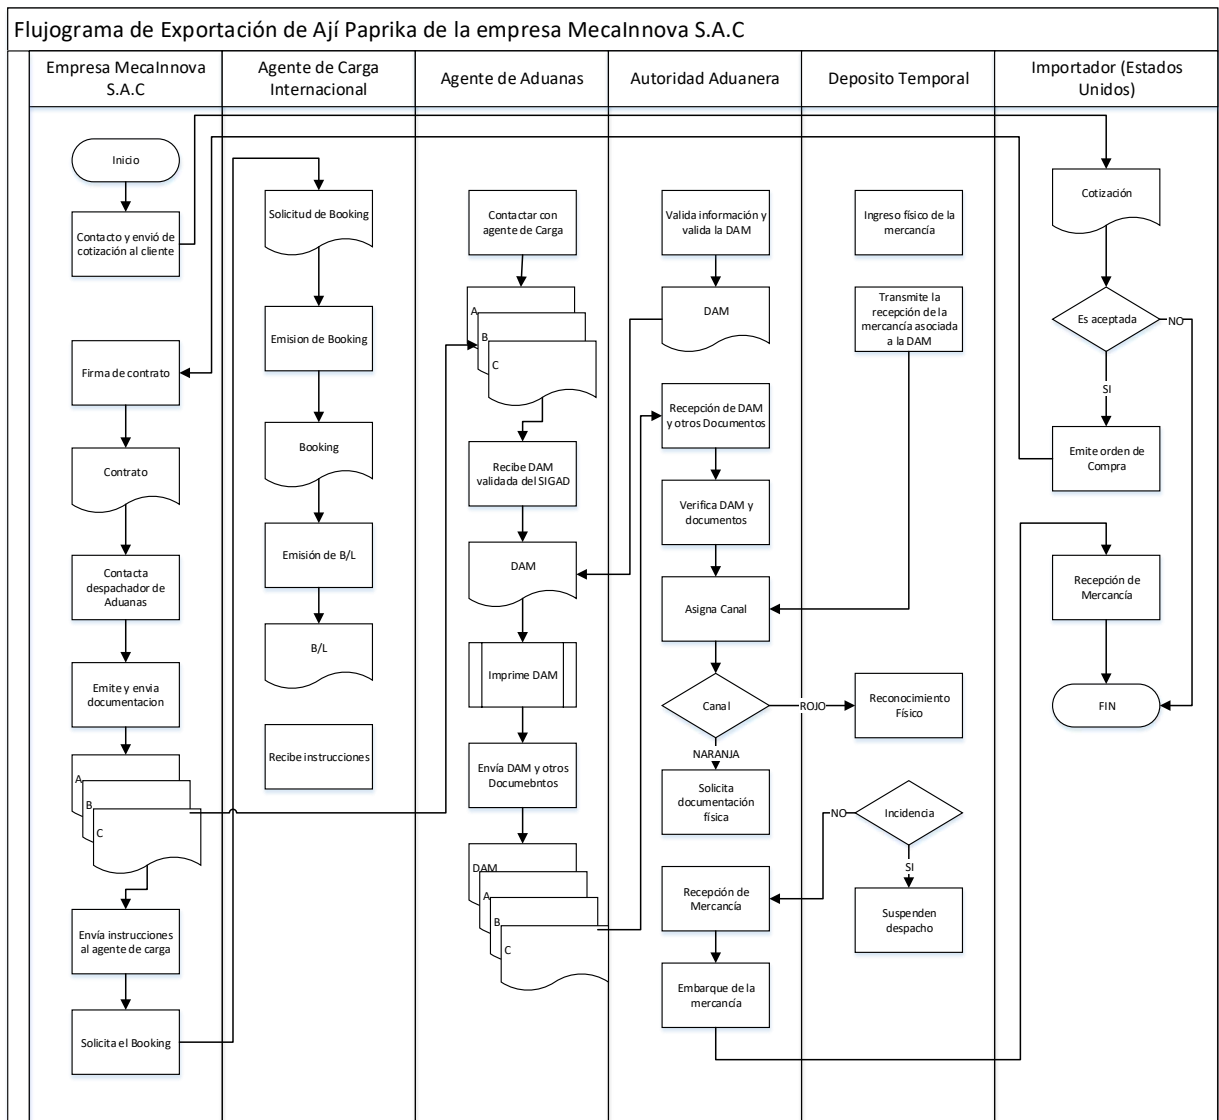 Flujograma de Exportación de Ají Paprika de la empresa MecaInnova S.A.C
Empresa MecaInnova
S.A.C
Agente de Carga
Internacional
Agente de Aduanas
Autoridad Aduanera
Deposito Temporal
Importador (Estados
Unidos)
Inicio
Contacto y envió de
cotización al cliente
Firma de contrato
Contrato
Contacta
despachador de
Aduanas
Emite y envia
documentacion
A
B
C
Envía instrucciones
al agente de carga
Solicita el Booking
Solicitud de Booking
Emision de Booking
Booking
Emisión de B/L
B/L
Recibe instrucciones
Contactar con
agente de Carga
A
B
C
Recibe DAM
validada del SIGAD
DAM
Imprime DAM
Envía DAM y otros
Documebntos
DAM
A
B
C
Valida información y
valida la DAM
DAM
Recepción de DAM
y otros Documentos
Verifica DAM y
documentos
Asigna Canal
Canal
ROJO
NARANJA
Solicita
documentación
física
Recepción de
Mercancía
Embarque de la
mercancía
Ingreso físico de la
mercancía
Transmite la
recepción de la
mercancía asociada
a la DAM
Reconocimiento
Físico
Incidencia
NO
SI
Suspenden
despacho
Cotización
Es aceptada
NO
SI
Emite orden de
Compra
Recepción de
Mercancía
FIN